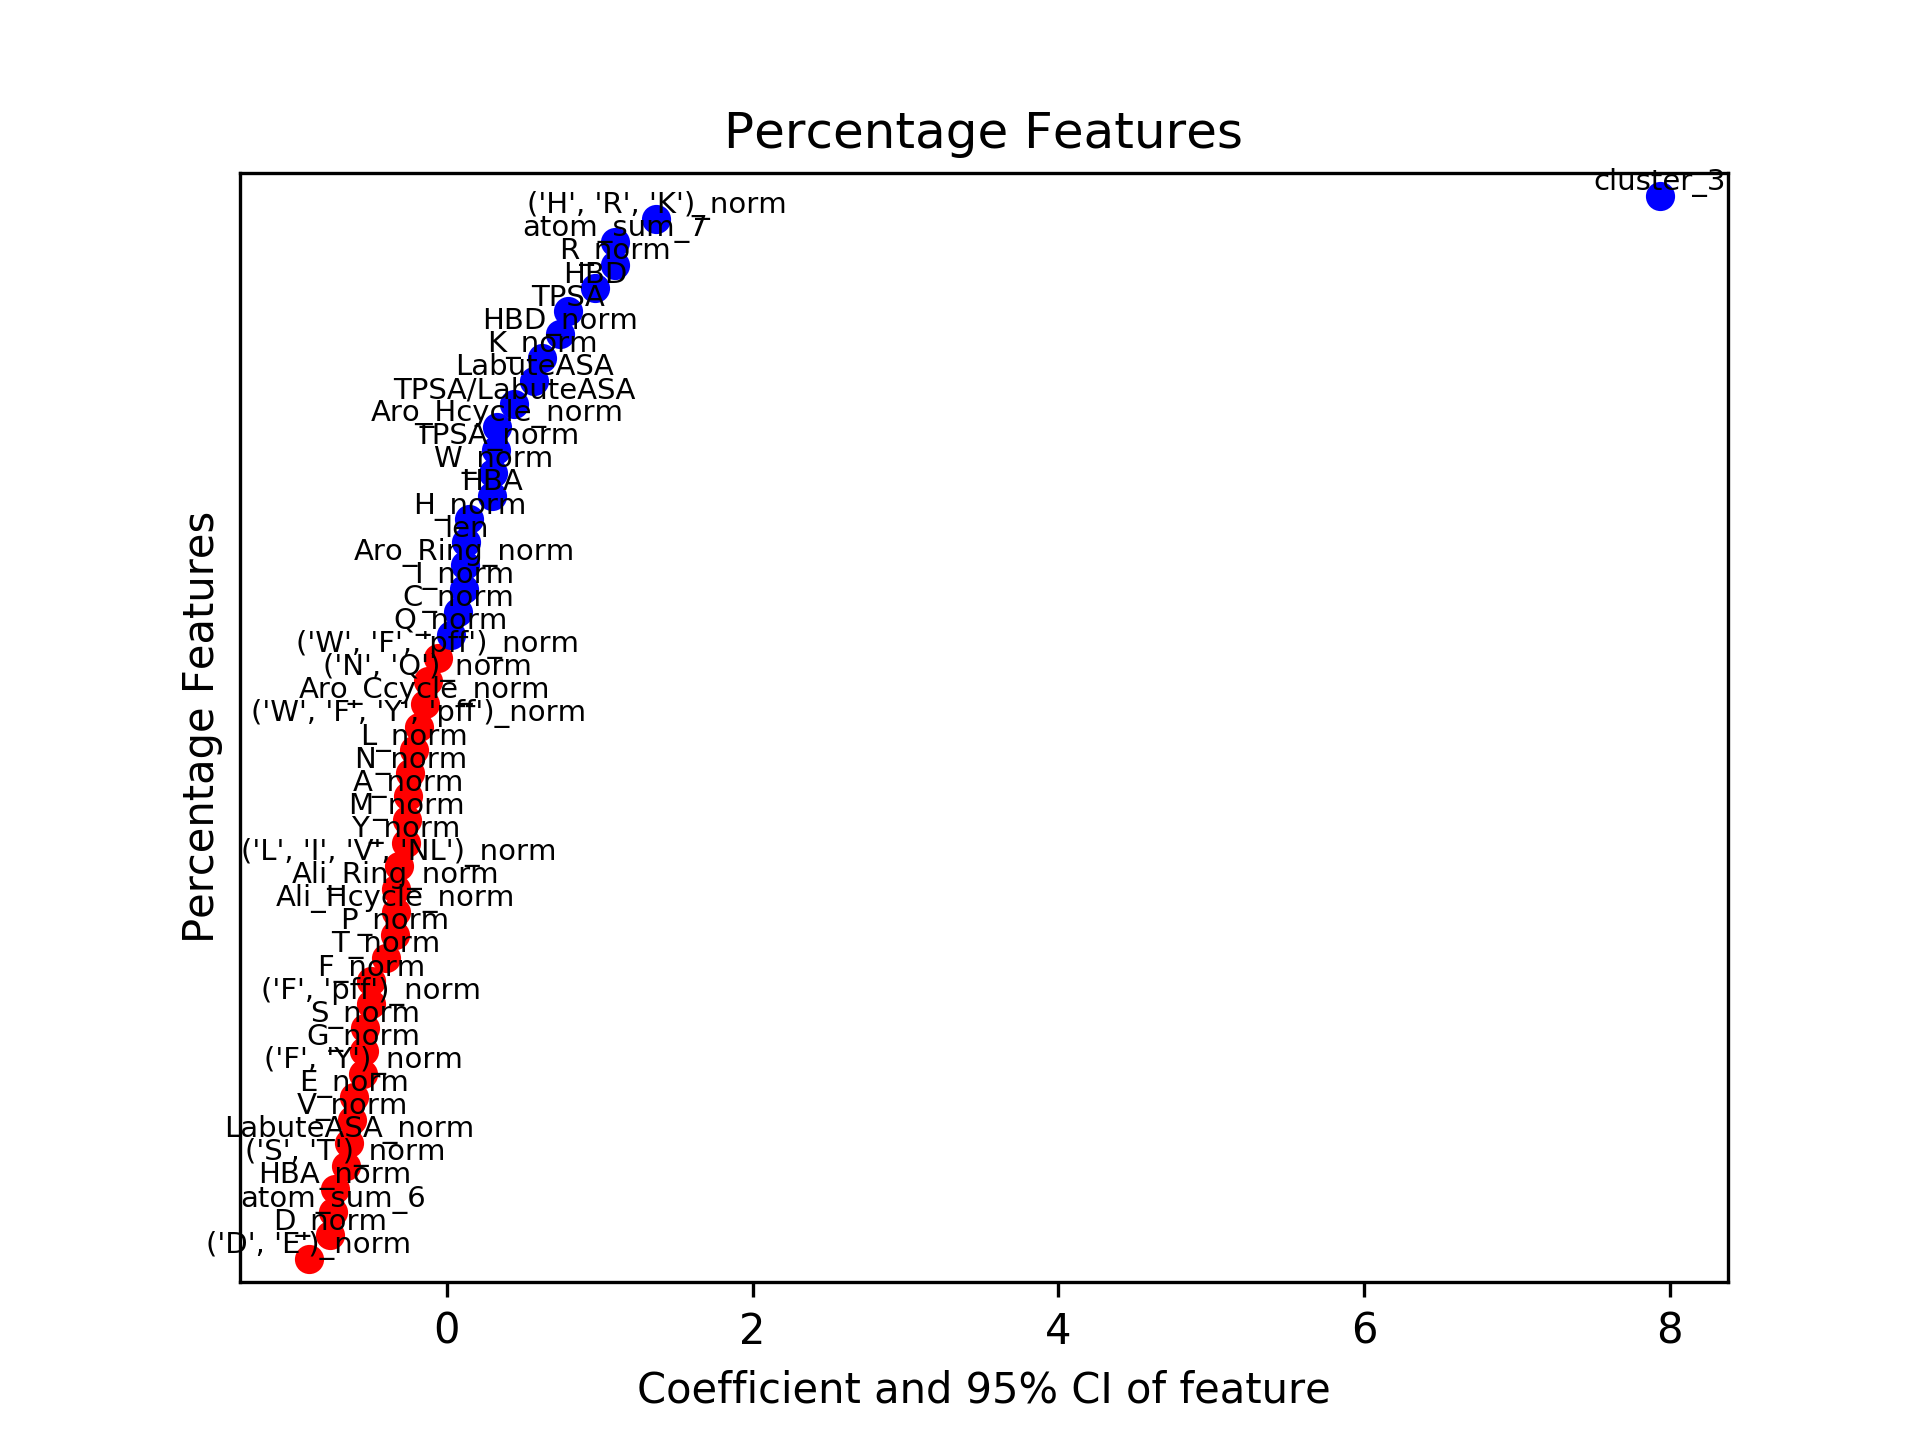 Percentage Features
cluster_3
('H', 'R', 'K')_norm
atom_sum_7
R_norm
HBD
TPSA
HBD_norm
K_norm
LabuteASA
TPSA/LabuteASA
Aro_Hcycle_norm
TPSA_norm
W_norm
HBA
H_norm
len
Aro_Ring_norm
I_norm
C_norm
Q_norm
('W', 'F', 'pff')_norm
('N', 'Q')_norm
Aro_Ccycle_norm
('W', 'F', 'Y', 'pff')_norm
L_norm
N_norm
A_norm
M_norm
Y_norm
('L', 'I', 'V', 'NL')_norm
Ali_Ring_norm
Ali_Hcycle_norm
P_norm
T_norm
F_norm
('F', 'pff')_norm
S_norm
G_norm
('F', 'Y')_norm
E_norm
V_norm
LabuteASA_norm
('S', 'T')_norm
HBA_norm
atom_sum_6
D_norm
('D', 'E')_norm
Percentage Features
0 2 4 6 8
Coefficient and 95% CI of feature